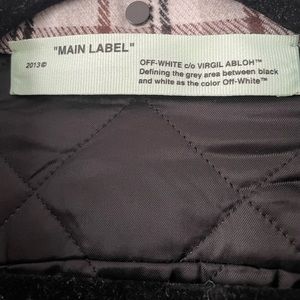 "MAIN LABEL"
2013©
OFF-WHITE c/o VIRGIL ABLOH™
Defining the grey area between black
and white as the color Off-White™